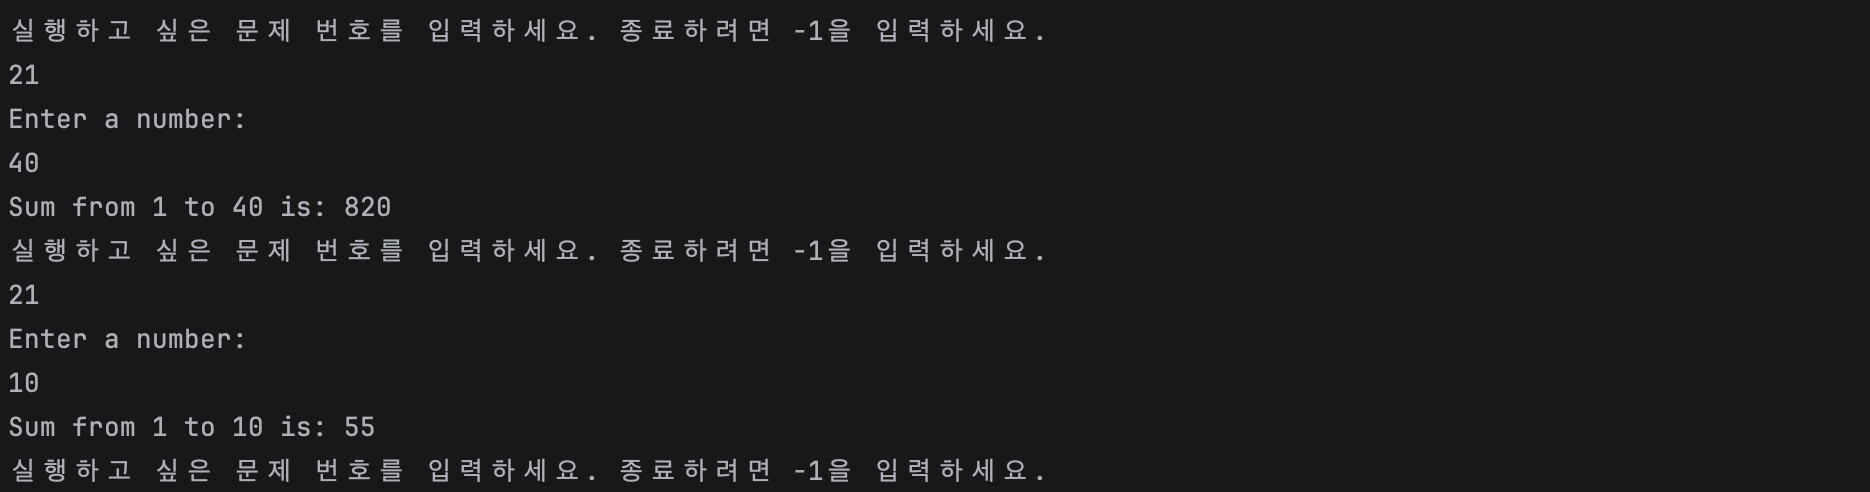 실행하고 싶은 문제 번호를 입력하세요. 종료하려면 -1을 입력하세요.
21
Enter a number:
40
Sum from 1 to 40 is: 820
실행하고 싶은 문제 번호를 입력하세요. 종료하려면 -1을 입력하세요.
21
Enter a number:
10
Sum from 1 to 10 is: 55
실행하고 싶은 문제 번호를 입력하세요. 종료하려면 -1을 입력하세요.